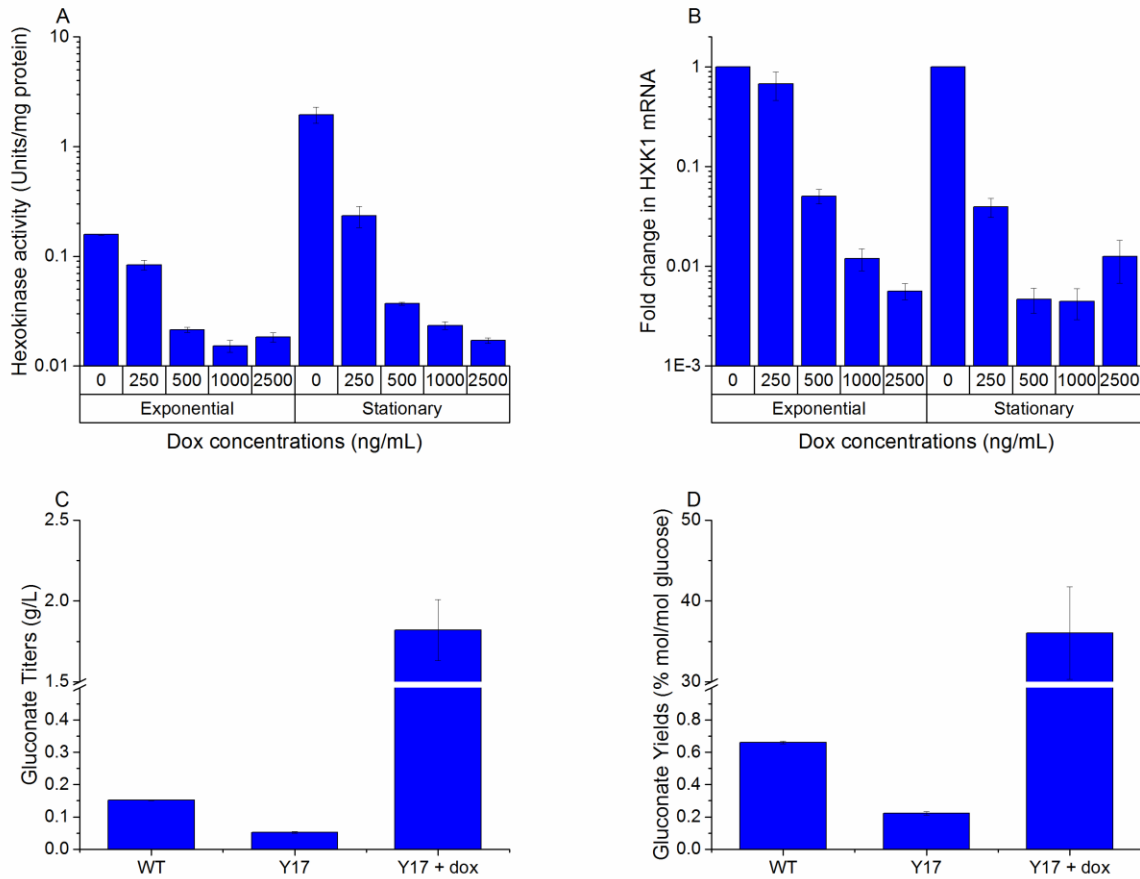 A
Hexokinase activity (Units/mg protein)
10
1
0.1
0.01
0 250 500 1000 2500 0 250 500 1000 2500
Exponential Stationary
Dox concentrations (ng/mL)
B
Fold change in HXK1 mRNA
1
0.1
0.01
1E-3
0 250 500 1000 2500 0 250 500 1000 2500
Exponential Stationary
Dox concentrations (ng/mL)
C
Gluconate Titers (g/L)
2.5
2.0
1.5
0.4
0.3
0.2
0.1
0.0
WT Y17 Y17 + dox
D
Gluconate Yields (% mol/mol glucose)
50
40
30
0.8
0.6
0.4
0.2
0.0
WT Y17 Y17 + dox